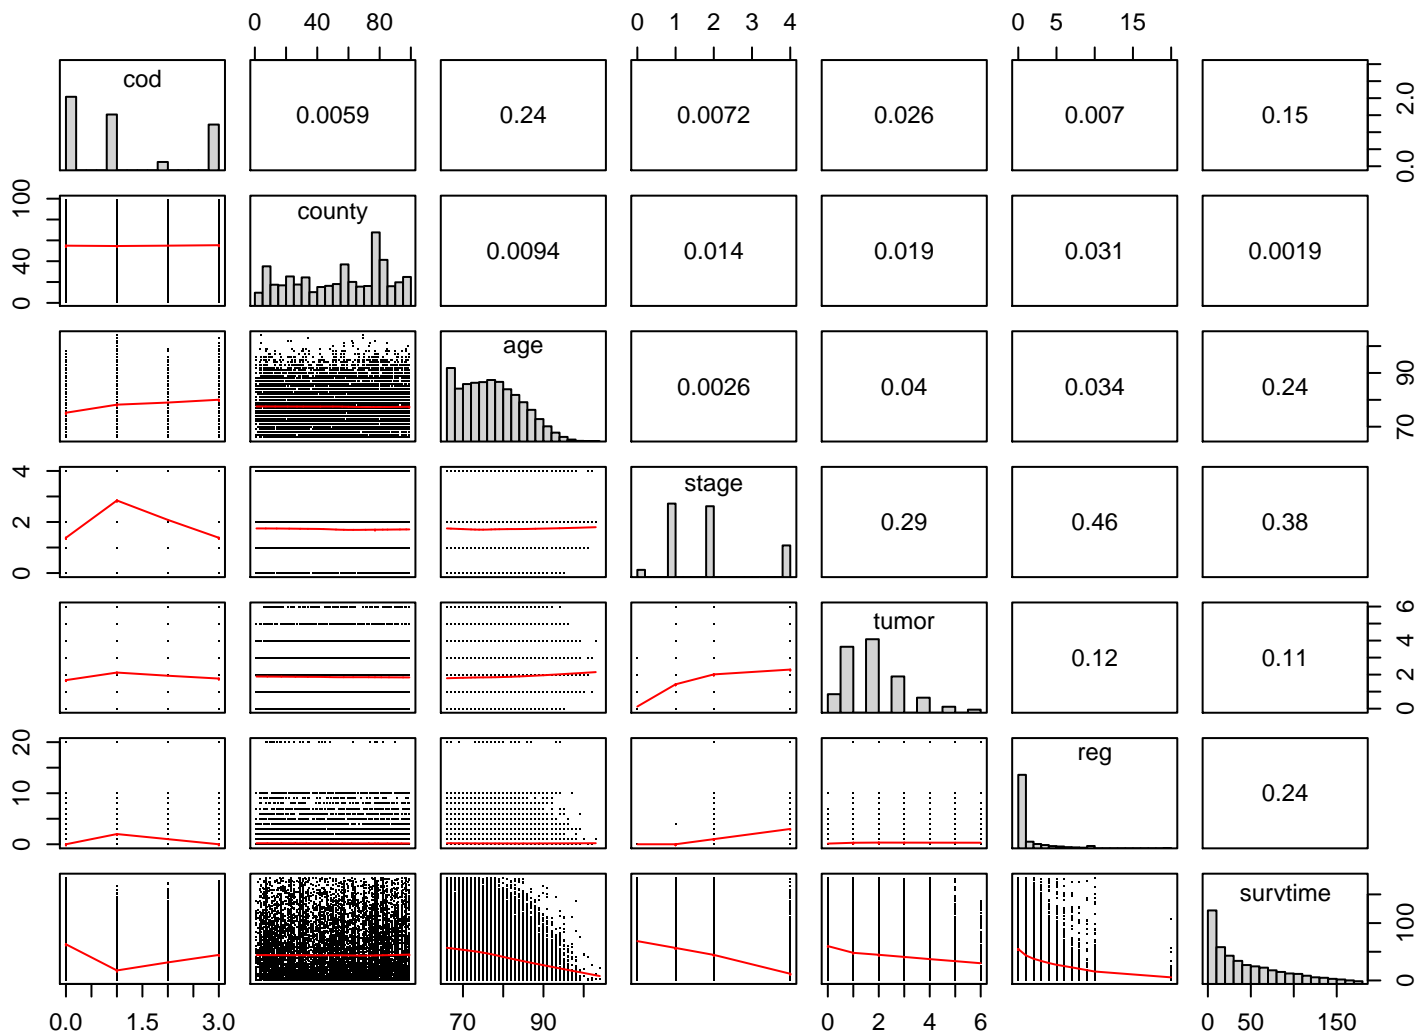 0 40 80 0 1 2 3 4 0 5 15
cod 0.0059 0.24 0.0072 0.026 0.007 0.15 0.0 2.0
0 40 100 county 0.0094 0.014 0.019 0.031 0.0019
age 0.0026 0.04 0.034 0.24 70 90
0 2 4 stage 0.29 0.46 0.38
tumor 0.12 0.11 0 2 4 6
0 10 20 reg 0.24
survtime 0 100
0.0 1.5 3.0 70 90 0 2 4 6 0 50 150